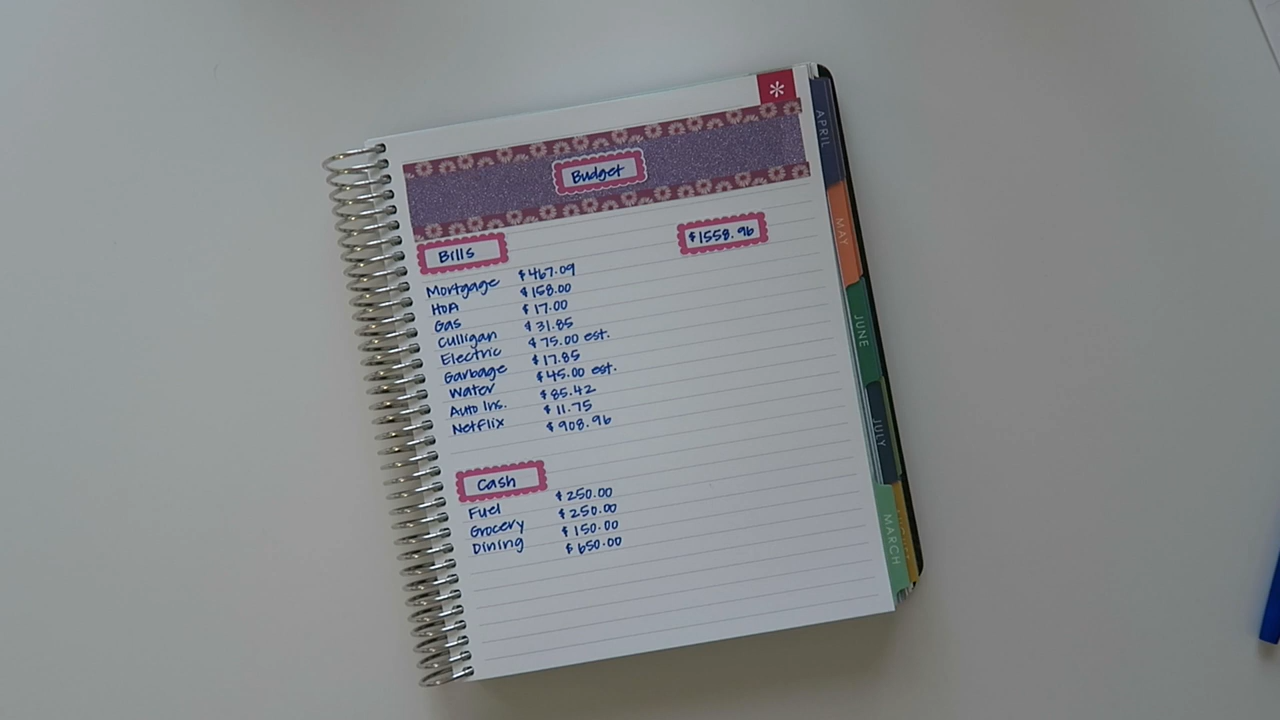 Budget
$1558.96
Bills
Mortgage $467.09
HOA $158.00
Gas $17.00
Culligan $31.85
Electric $75.00 est.
Garbage $17.85
Water $45.00 est.
Auto Ins. $85.42
Netflix $11.75
$908.96
Cash
Fuel $250.00
Grocery $250.00
Dining $150.00
$650.00
APRIL
MAY
JUNE
JULY
MARCH